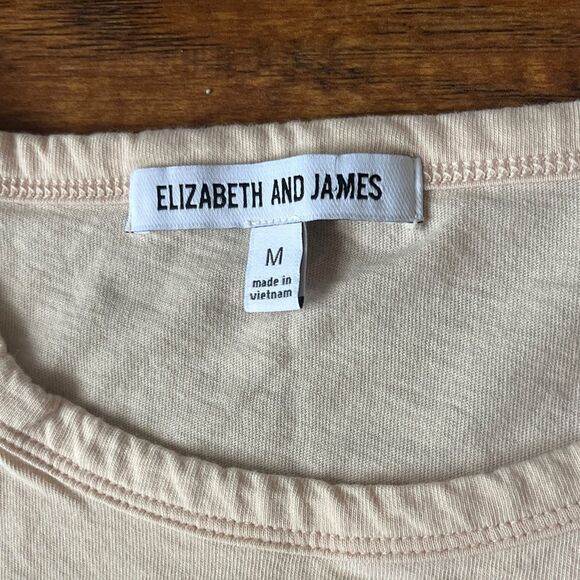 ELIZABETH AND JAMES
M
made in
vietnam